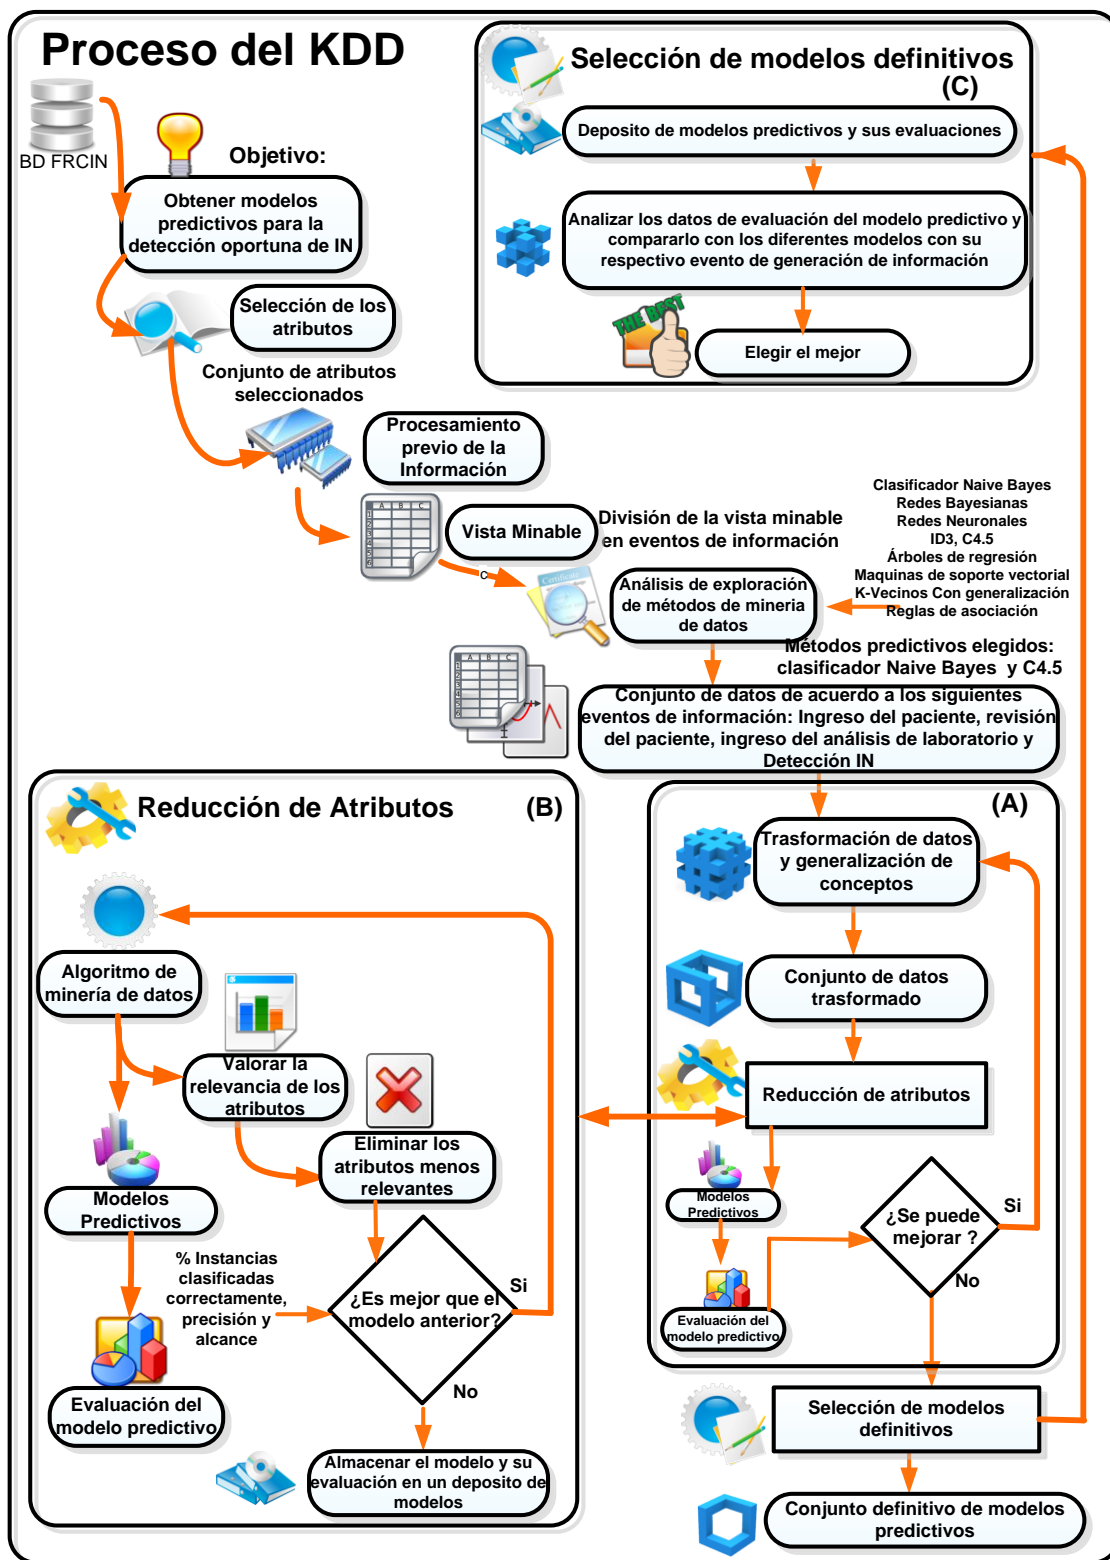 Proceso del KDD
BD FRCIN
Objetivo:
Obtener modelos
predictivos para la
detección oportuna de IN
Selección de los
atributos
Conjunto de atributos
seleccionados
Procesamiento
previo de la
Información
Vista Minable
c
División de la vista minable
en eventos de información
Análisis de exploración
de métodos de mineria
de datos
Clasificador Naive Bayes
Redes Bayesianas
Redes Neuronales
ID3, C4.5
Árboles de regresión
Maquinas de soporte vectorial
K-Vecinos Con generalización
Reglas de asociación
Métodos predictivos elegidos:
clasificador Naive Bayes y C4.5
Conjunto de datos de acuerdo a los siguientes
eventos de información: Ingreso del paciente, revisión
del paciente, ingreso del análisis de laboratorio y
Detección IN
(A)
Trasformación de datos
y generalización de
conceptos
Conjunto de datos
trasformado
Reducción de atributos
Modelos
Predictivos
Evaluación del
modelo predictivo
¿Se puede
mejorar ?
Si
No
Selección de modelos
definitivos
Conjunto definitivo de modelos
predictivos
Reducción de Atributos
(B)
Algoritmo de
minería de datos
Valorar la
relevancia de los
atributos
Eliminar los
atributos menos
relevantes
Modelos
Predictivos
% Instancias
clasificadas
correctamente,
precisión y
alcance
¿Es mejor que el
modelo anterior?
Si
No
Evaluación del
modelo predictivo
Almacenar el modelo y su
evaluación en un deposito de
modelos
Selección de modelos definitivos
(C)
Deposito de modelos predictivos y sus evaluaciones
Analizar los datos de evaluación del modelo predictivo y
compararlo con los diferentes modelos con su
respectivo evento de generación de información
THE BEST
Elegir el mejor